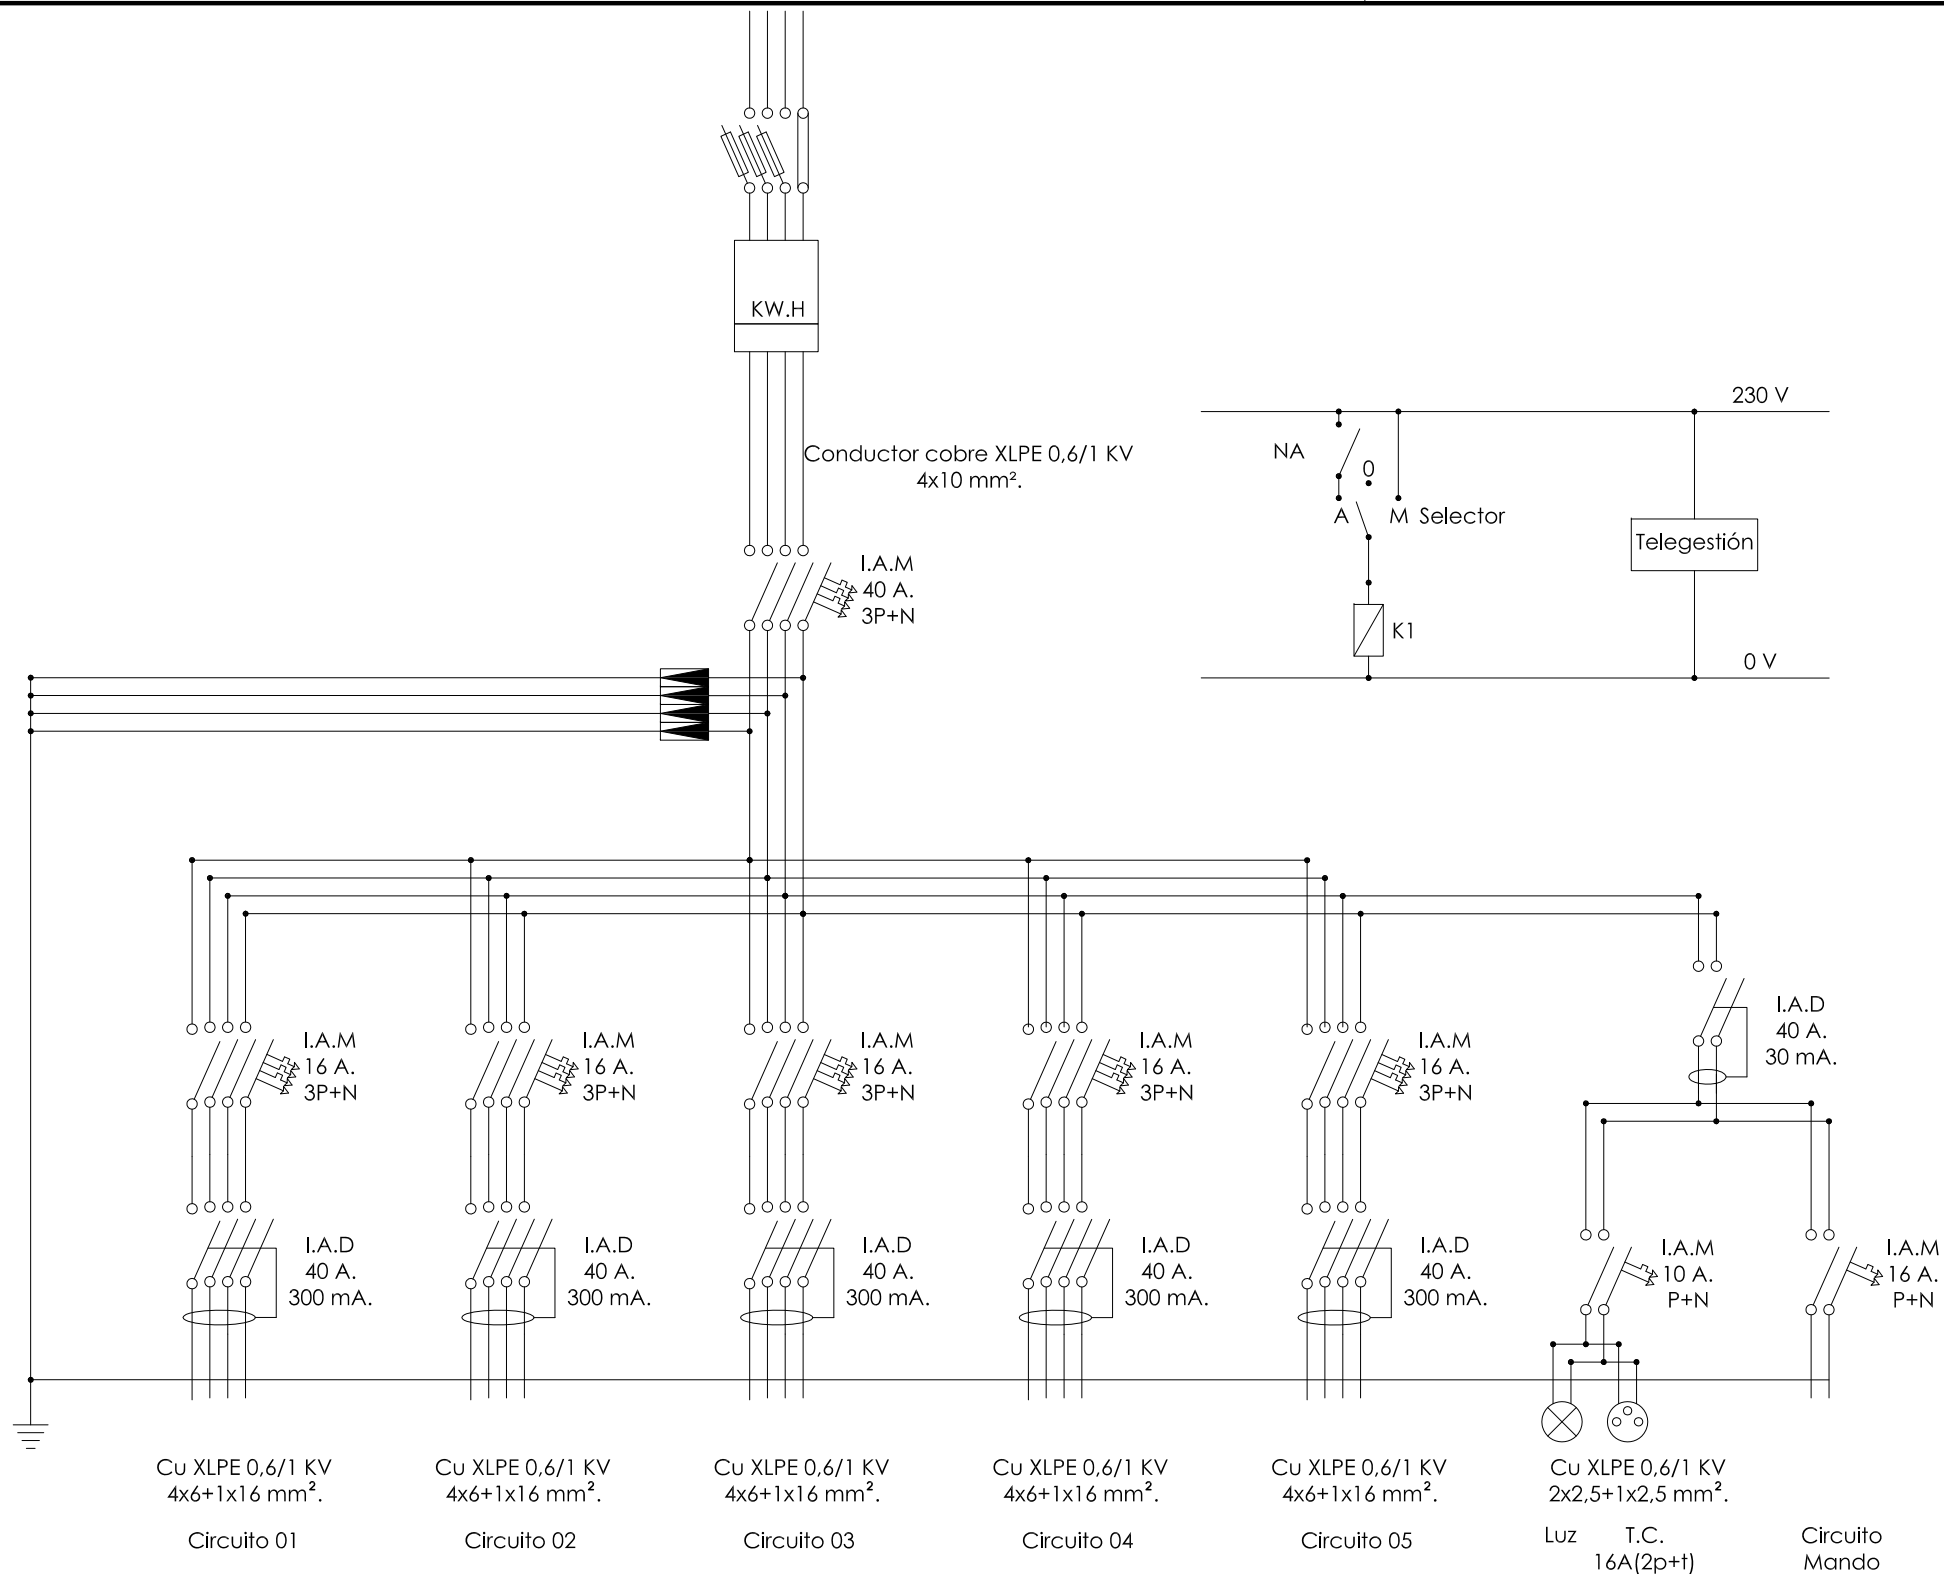 KW.H
Conductor cobre XLPE 0,6/1 KV
4x10 mm².
230 V
NA
0
A
M Selector
Telegestión
K1
0 V
I.A.M
40 A.
3P+N
I.A.M
16 A.
3P+N
I.A.M
16 A.
3P+N
I.A.M
16 A.
3P+N
I.A.M
16 A.
3P+N
I.A.M
16 A.
3P+N
I.A.D
40 A.
30 mA.
I.A.D
40 A.
300 mA.
I.A.D
40 A.
300 mA.
I.A.D
40 A.
300 mA.
I.A.D
40 A.
300 mA.
I.A.D
40 A.
300 mA.
I.A.M
10 A.
P+N
I.A.M
16 A.
P+N
Cu XLPE 0,6/1 KV
4x6+1x16 mm².
Circuito 01
Cu XLPE 0,6/1 KV
4x6+1x16 mm².
Circuito 02
Cu XLPE 0,6/1 KV
4x6+1x16 mm².
Circuito 03
Cu XLPE 0,6/1 KV
4x6+1x16 mm².
Circuito 04
Cu XLPE 0,6/1 KV
4x6+1x16 mm².
Circuito 05
Cu XLPE 0,6/1 KV
2x2,5+1x2,5 mm².
Luz
T.C.
16A(2p+t)
Circuito
Mando